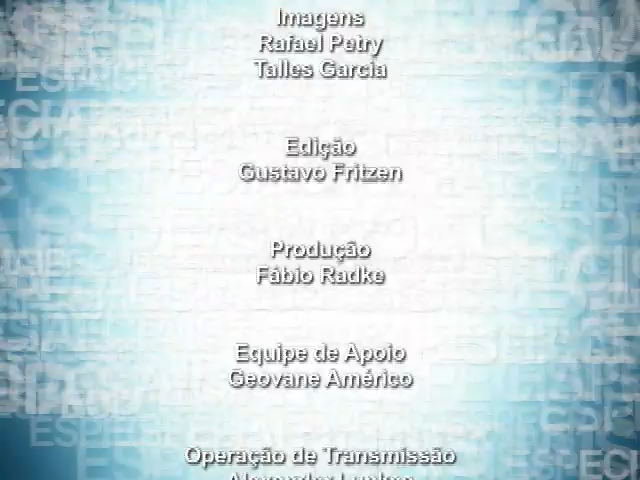 Imagens
Rafael Petry
Talles Garcia
Edição
Gustavo Fritzen
Produção
Fábio Radke
Equipe de Apoio
Geovane Américo
Operação de Transmissão